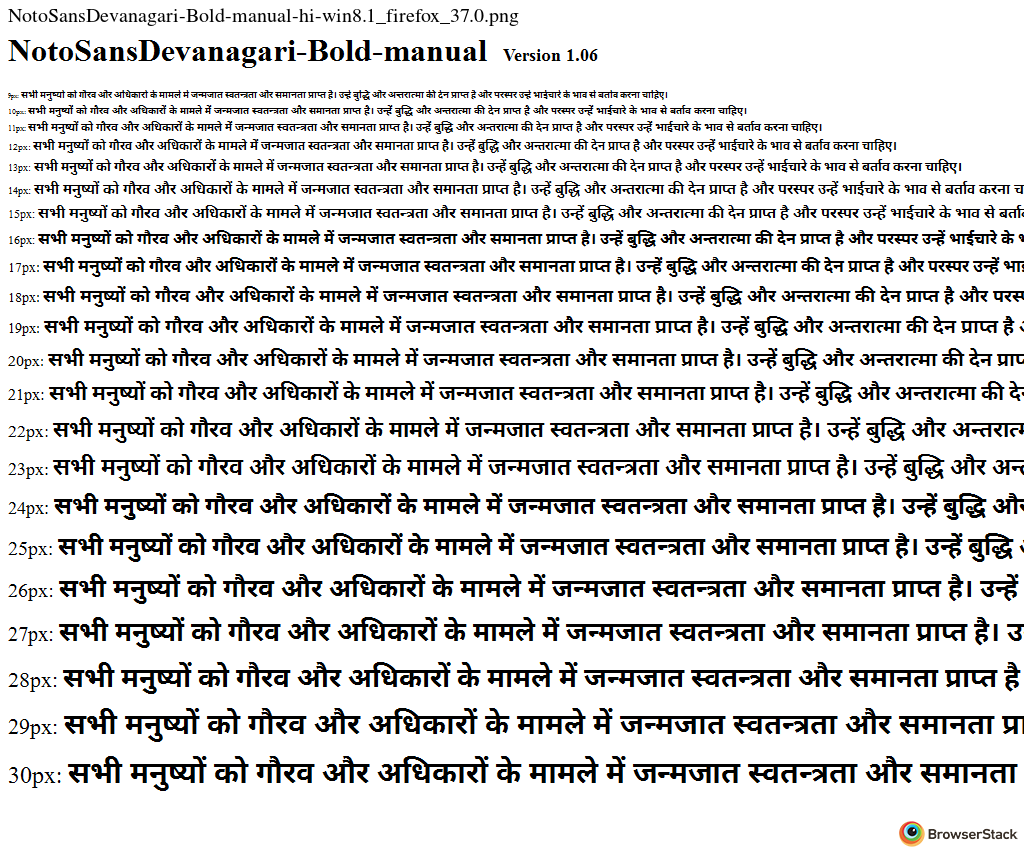 NotoSansDevanagari-Bold-manual-hi-win8.1_firefox_37.0.png
NotoSansDevanagari-Bold-manual Version 1.06
9px: सभी मनुष्यों को गौरव और अधिकारों के मामले में जन्मजात स्वतन्त्रता और समानता प्राप्त है। उन्हें बुद्धि और अन्तरात्मा की देन प्राप्त है और परस्पर उन्हें भाईचारे के भाव से बर्ताव करना चाहिए।
10px: सभी मनुष्यों को गौरव और अधिकारों के मामले में जन्मजात स्वतन्त्रता और समानता प्राप्त है। उन्हें बुद्धि और अन्तरात्मा की देन प्राप्त है और परस्पर उन्हें भाईचारे के भाव से बर्ताव करना चाहिए।
11px: सभी मनुष्यों को गौरव और अधिकारों के मामले में जन्मजात स्वतन्त्रता और समानता प्राप्त है। उन्हें बुद्धि और अन्तरात्मा की देन प्राप्त है और परस्पर उन्हें भाईचारे के भाव से बर्ताव करना चाहिए।
12px: सभी मनुष्यों को गौरव और अधिकारों के मामले में जन्मजात स्वतन्त्रता और समानता प्राप्त है। उन्हें बुद्धि और अन्तरात्मा की देन प्राप्त है और परस्पर उन्हें भाईचारे के भाव से बर्ताव करना चाहिए।
13px: सभी मनुष्यों को गौरव और अधिकारों के मामले में जन्मजात स्वतन्त्रता और समानता प्राप्त है। उन्हें बुद्धि और अन्तरात्मा की देन प्राप्त है और परस्पर उन्हें भाईचारे के भाव से बर्ताव करना चाहिए।
14px: सभी मनुष्यों को गौरव और अधिकारों के मामले में जन्मजात स्वतन्त्रता और समानता प्राप्त है। उन्हें बुद्धि और अन्तरात्मा की देन प्राप्त है और परस्पर उन्हें भाईचारे के भाव से बर्ताव करना
15px: सभी मनुष्यों को गौरव और अधिकारों के मामले में जन्मजात स्वतन्त्रता और समानता प्राप्त है। उन्हें बुद्धि और अन्तरात्मा की देन प्राप्त है और परस्पर उन्हें भाईचारे के भाव से
16px: सभी मनुष्यों को गौरव और अधिकारों के मामले में जन्मजात स्वतन्त्रता और समानता प्राप्त है। उन्हें बुद्धि और अन्तरात्मा की देन प्राप्त है और परस्पर उन्हें भाईचारे के
17px: सभी मनुष्यों को गौरव और अधिकारों के मामले में जन्मजात स्वतन्त्रता और समानता प्राप्त है। उन्हें बुद्धि और अन्तरात्मा की देन प्राप्त है और परस्पर उन्हें
18px: सभी मनुष्यों को गौरव और अधिकारों के मामले में जन्मजात स्वतन्त्रता और समानता प्राप्त है। उन्हें बुद्धि और अन्तरात्मा की देन प्राप्त है और
19px: सभी मनुष्यों को गौरव और अधिकारों के मामले में जन्मजात स्वतन्त्रता और समानता प्राप्त है। उन्हें बुद्धि और अन्तरात्मा की देन प्राप्त है
20px: सभी मनुष्यों को गौरव और अधिकारों के मामले में जन्मजात स्वतन्त्रता और समानता प्राप्त है। उन्हें बुद्धि और अन्तरात्मा की देन
21px: सभी मनुष्यों को गौरव और अधिकारों के मामले में जन्मजात स्वतन्त्रता और समानता प्राप्त है। उन्हें बुद्धि और अन्तरात्मा की
22px: सभी मनुष्यों को गौरव और अधिकारों के मामले में जन्मजात स्वतन्त्रता और समानता प्राप्त है। उन्हें बुद्धि और
23px: सभी मनुष्यों को गौरव और अधिकारों के मामले में जन्मजात स्वतन्त्रता और समानता प्राप्त है। उन्हें बुद्धि और
24px: सभी मनुष्यों को गौरव और अधिकारों के मामले में जन्मजात स्वतन्त्रता और समानता प्राप्त है। उन्हें बुद्धि
25px: सभी मनुष्यों को गौरव और अधिकारों के मामले में जन्मजात स्वतन्त्रता और समानता प्राप्त है। उन्हें बुद्धि
26px: सभी मनुष्यों को गौरव और अधिकारों के मामले में जन्मजात स्वतन्त्रता और समानता प्राप्त है। उन्हें
27px: सभी मनुष्यों को गौरव और अधिकारों के मामले में जन्मजात स्वतन्त्रता और समानता प्राप्त है।
28px: सभी मनुष्यों को गौरव और अधिकारों के मामले में जन्मजात स्वतन्त्रता और समानता प्राप्त है
29px: सभी मनुष्यों को गौरव और अधिकारों के मामले में जन्मजात स्वतन्त्रता और समानता
30px: सभी मनुष्यों को गौरव और अधिकारों के मामले में जन्मजात स्वतन्त्रता और समानता
BrowserStack